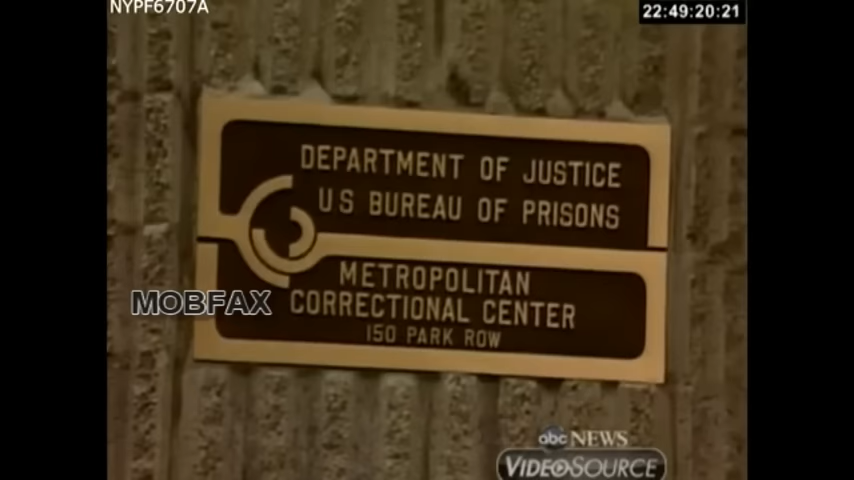 NYPF6707A
22:49:20:21
DEPARTMENT OF JUSTICE
US BUREAU OF PRISONS
METROPOLITAN
CORRECTIONAL CENTER
150 PARK ROW
MOBFAX
abc NEWS
VIDEOSOURCE